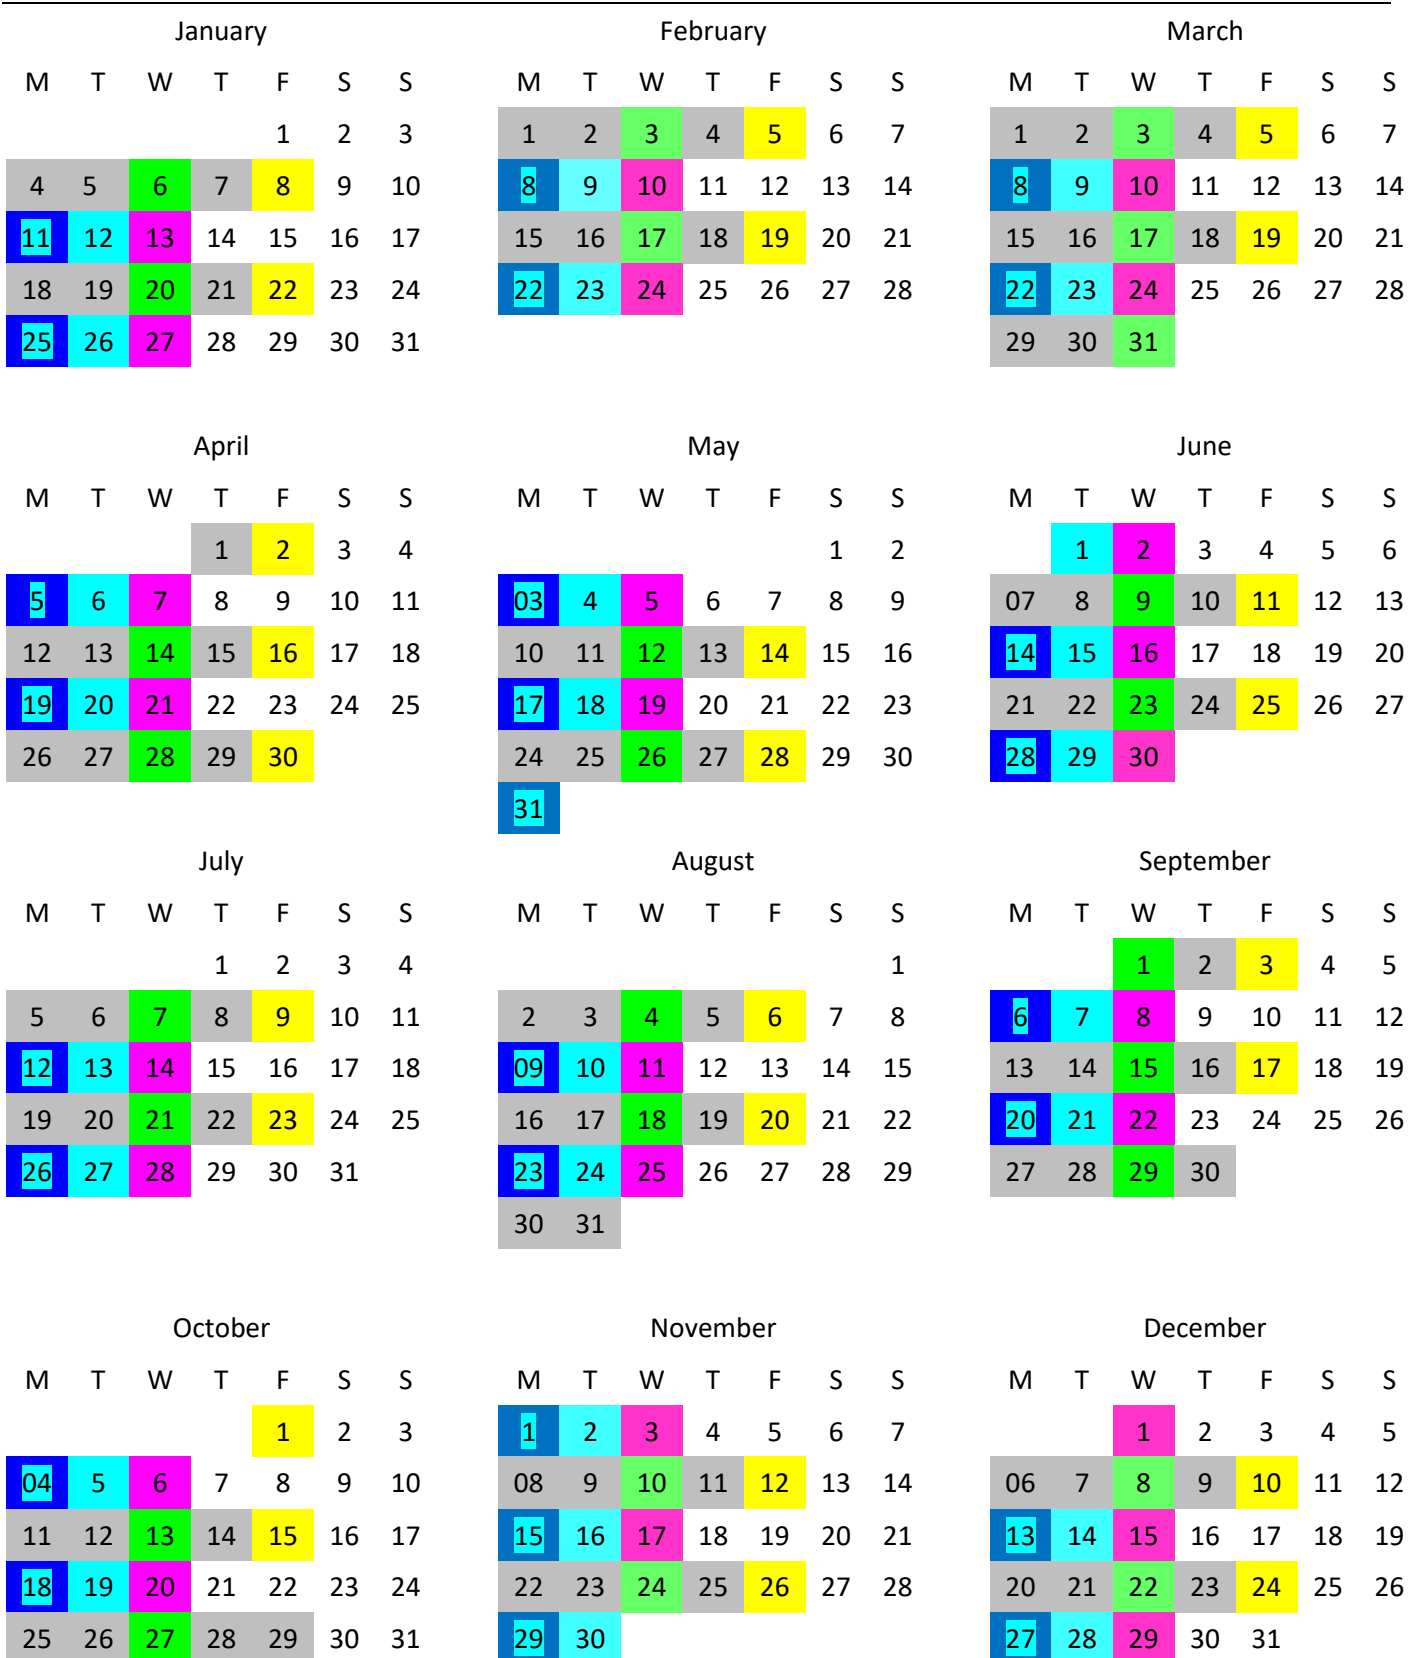 January February March
M T W T F S S M T W T F S S M T W T F S S
1 2 3 1 2 3 4 5 6 7 1 2 3 4 5 6 7
4 5 6 7 8 9 10 8 9 10 11 12 13 14 8 9 10 11 12 13 14
11 12 13 14 15 16 17 15 16 17 18 19 20 21 15 16 17 18 19 20 21
18 19 20 21 22 23 24 22 23 24 25 26 27 28 22 23 24 25 26 27 28
25 26 27 28 29 30 31 29 30 31
April May June
M T W T F S S M T W T F S S M T W T F S S
1 2 3 4 1 2 1 2 3 4 5 6
5 6 7 8 9 10 11 03 4 5 6 7 8 9 07 8 9 10 11 12 13
12 13 14 15 16 17 18 10 11 12 13 14 15 16 14 15 16 17 18 19 20
19 20 21 22 23 24 25 17 18 19 20 21 22 23 21 22 23 24 25 26 27
26 27 28 29 30 24 25 26 27 28 29 30 28 29 30
31
July August September
M T W T F S S M T W T F S S M T W T F S S
1 2 3 4 1 1 2 3 4 5
5 6 7 8 9 10 11 2 3 4 5 6 7 8 6 7 8 9 10 11 12
12 13 14 15 16 17 18 09 10 11 12 13 14 15 13 14 15 16 17 18 19
19 20 21 22 23 24 25 16 17 18 19 20 21 22 20 21 22 23 24 25 26
26 27 28 29 30 31 23 24 25 26 27 28 29 27 28 29 30
30 31
October November December
M T W T F S S M T W T F S S M T W T F S S
1 2 3 1 2 3 4 5 6 7 1 2 3 4 5
04 5 6 7 8 9 10 08 9 10 11 12 13 14 06 7 8 9 10 11 12
11 12 13 14 15 16 17 15 16 17 18 19 20 21 13 14 15 16 17 18 19
18 19 20 21 22 23 24 22 23 24 25 26 27 28 20 21 22 23 24 25 26
25 26 27 28 29 30 31 29 30 27 28 29 30 31